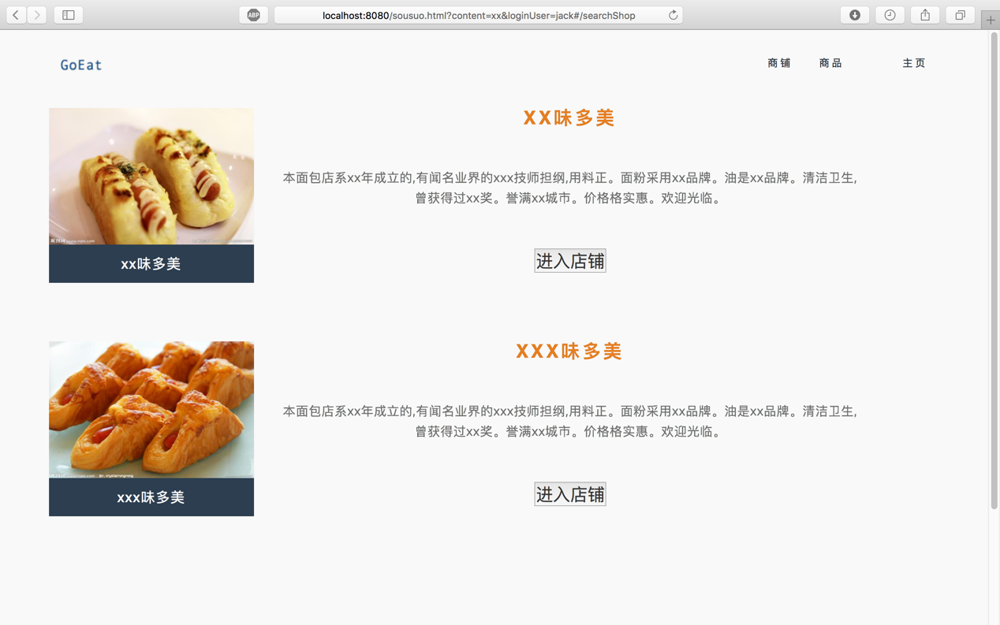 ABP
localhost:8080/sousuo.html?content=xx&loginUser=jack#/searchShop
GoEat
商铺
商品
主页
XX味多美
本面包店系xx年成立的,有闻名业界的xxx技师担纲,用料正。面粉采用xx品牌。油是xx品牌。清洁卫生,
曾获得过xx奖。誉满xx城市。价格格实惠。欢迎光临。
进入店铺
xx味多美
XXX味多美
本面包店系xx年成立的,有闻名业界的xxx技师担纲,用料正。面粉采用xx品牌。油是xx品牌。清洁卫生,
曾获得过xx奖。誉满xx城市。价格格实惠。欢迎光临。
进入店铺
xxx味多美